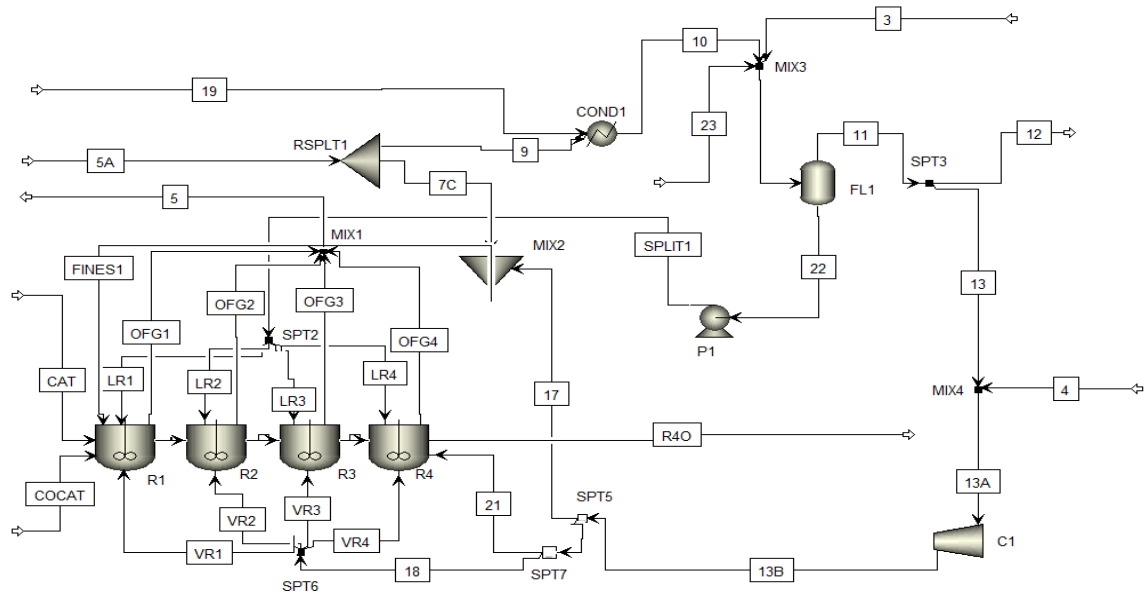 3
10
MIX3
19
COND1
23
11
12
RSPLT1
9
SPT3
5A
7C
FL1
5
MIX1
MIX2
SPLIT1
FINES1
22
13
OFG2
OFG3
OFG1
SPT2
OFG4
P1
CAT
LR1
LR2
LR3
LR4
17
MIX4
4
R4O
R1
R2
R3
R4
13A
COCAT
21
SPT5
VR2
VR3
C1
VR1
VR4
SPT6
18
SPT7
13B